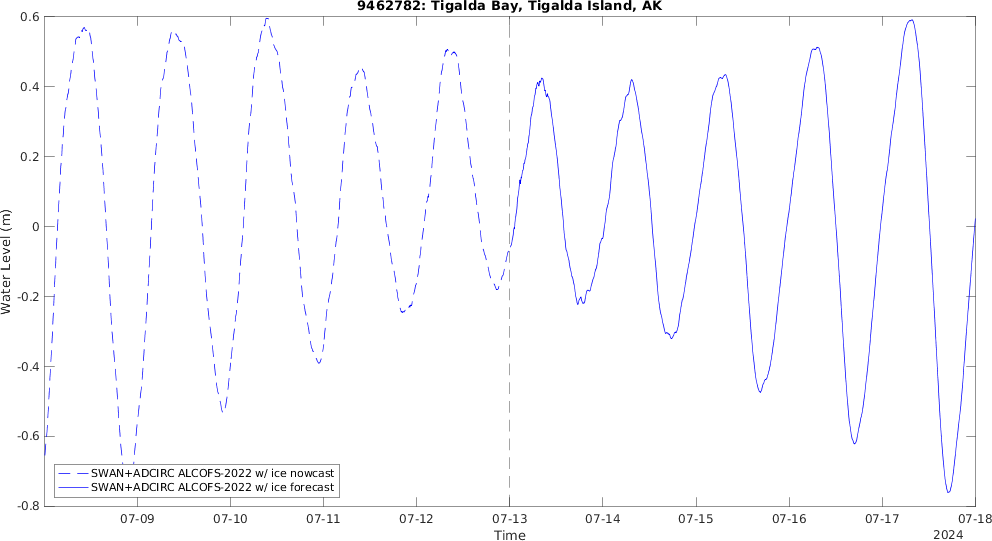 9462782: Tigalda Bay, Tigalda Island, AK
0.6
0.4
0.2
0
-0.2
-0.4
-0.6
-0.8
Water Level (m)
SWAN+ADCIRC ALCOFS-2022 w/ ice nowcast
SWAN+ADCIRC ALCOFS-2022 w/ ice forecast
07-09 07-10 07-11 07-12 07-13 07-14 07-15 07-16 07-17 07-18
Time
2024